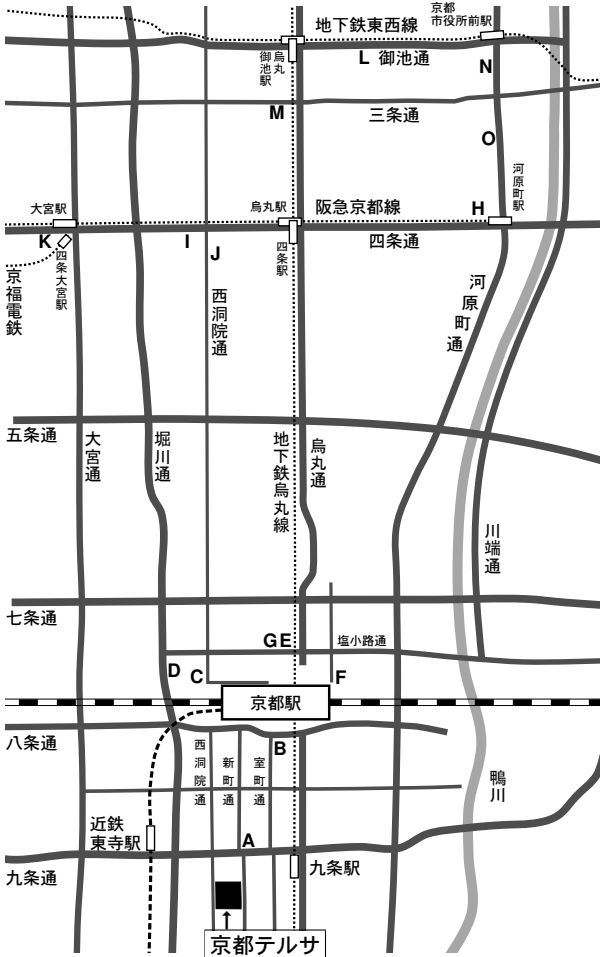 京都
市役所前駅
地下鉄東西線
烏丸
御池駅
L 御池通
N
M
三条通
O
河原町駅
大宮駅
烏丸駅
阪急京都線
H
K
四条大宮駅
I
J
四条駅
四条通
京福電鉄
西洞院通
河原町通
五条通
大宮通
堀川通
地下鉄烏丸線
烏丸通
川端通
七条通
G E
塩小路通
D
C
F
京都駅
八条通
西洞院通
新町通
室町通
B
鴨川
近鉄
東寺駅
A
九条通
九条駅
京都テルサ